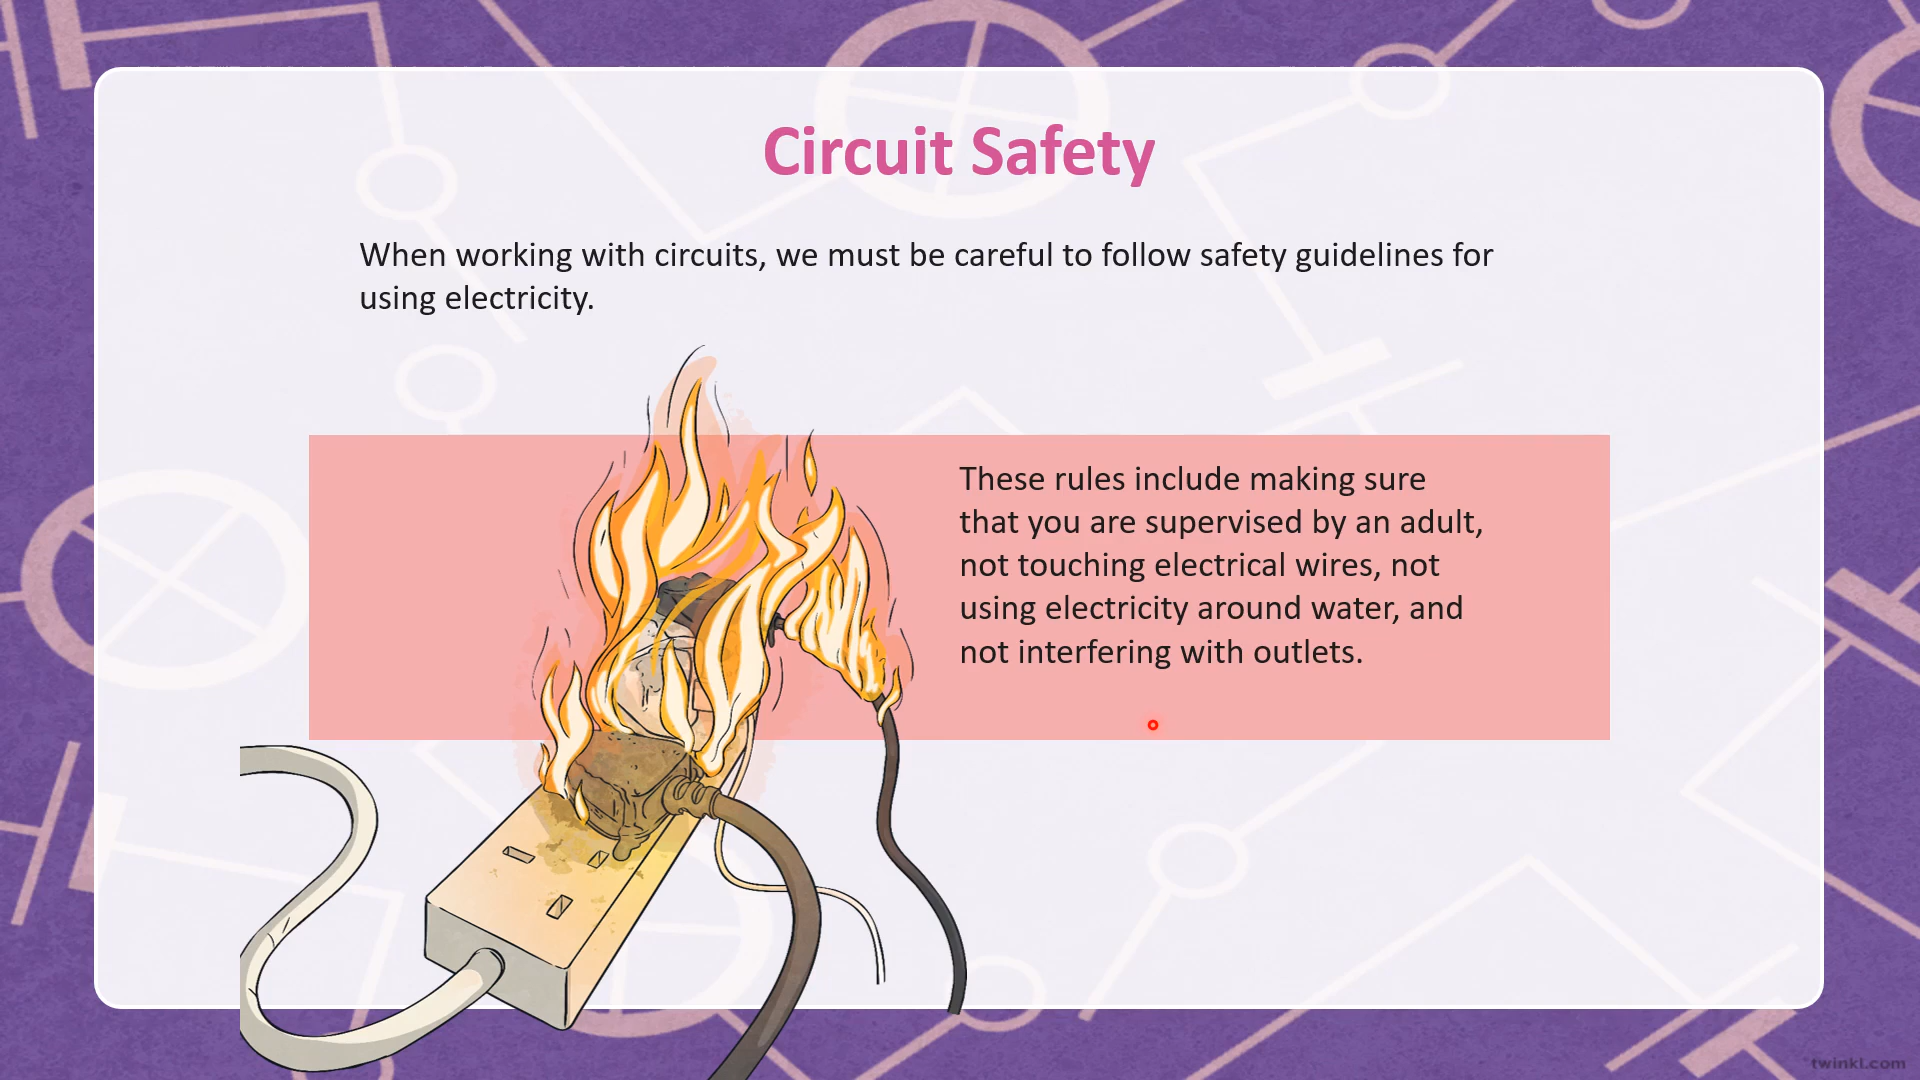 Circuit Safety
When working with circuits, we must be careful to follow safety guidelines for
using electricity.
These rules include making sure
that you are supervised by an adult,
not touching electrical wires, not
using electricity around water, and
not interfering with outlets.
twinkl.com